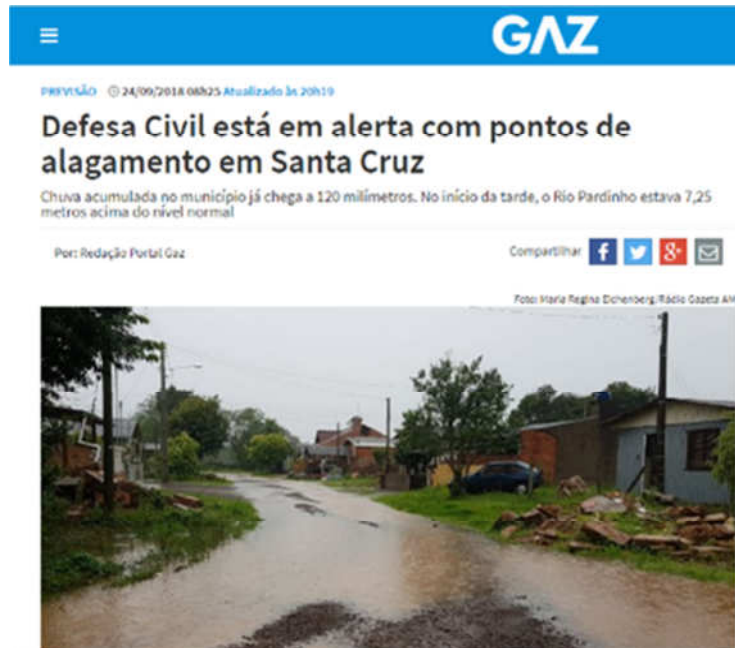 GAZ
PREVISÃO 24/09/2018 08h25 Atualizado às 20h19
Defesa Civil está em alerta com pontos de
alagamento em Santa Cruz
Chuva acumulada no município já chega a 120 milímetros. No início da tarde, o Rio Pardinho estava 7,25
metros acima do nível normal
Por: Redação Portal Gaz
Compartilhar
Foto: Maria Regina Eichenberg/Rádio Gazeta AM